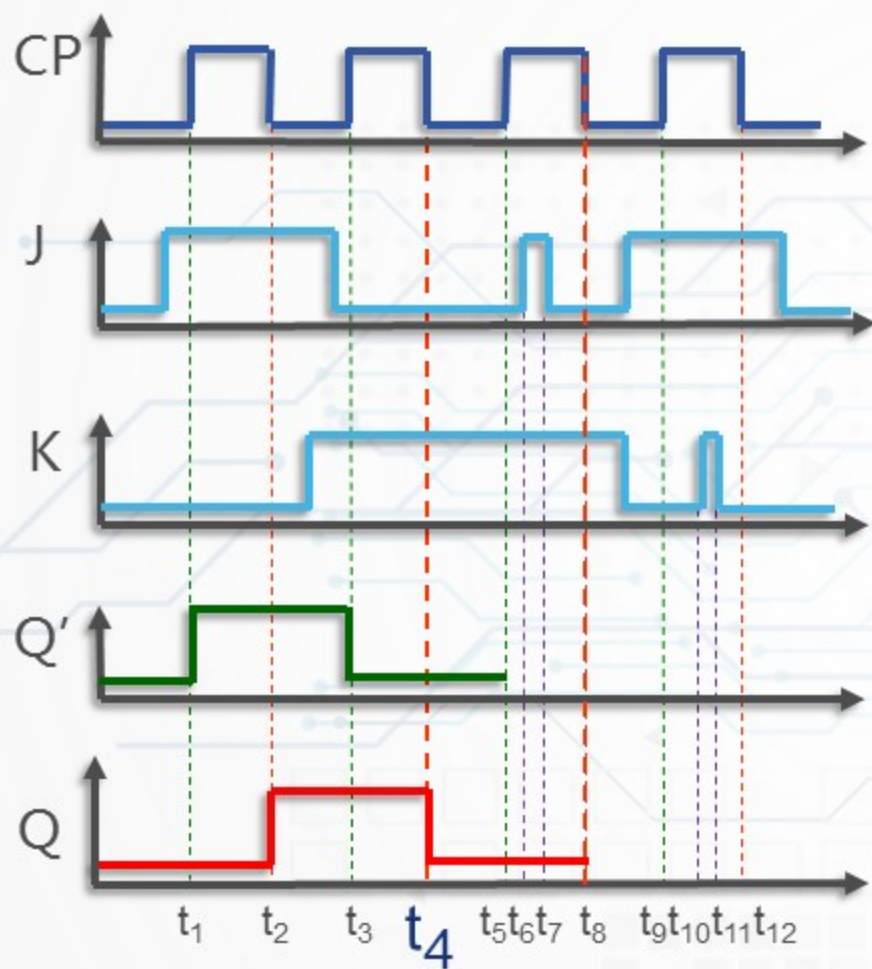 CP
J
K
Q′
Q
t₁ t₂ t₃ t₄ t₅ t₆ t₇ t₈ t₉ t₁₀ t₁₁ t₁₂